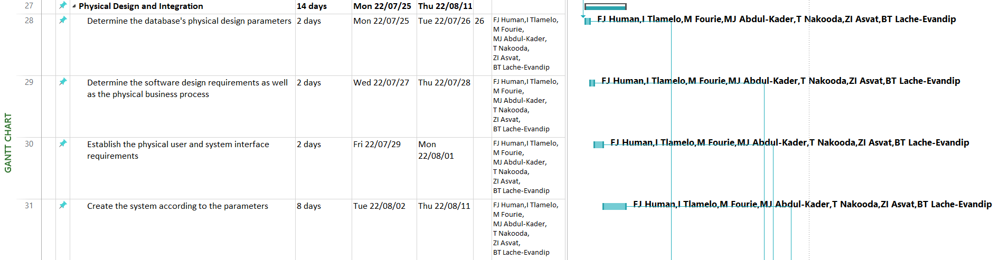 GANTT CHART
27 Physical Design and Integration 14 days Mon 22/07/25 Thu 22/08/11
28 Determine the database's physical design parameters 2 days Mon 22/07/25 Tue 22/07/26 26 FJ Human,I Tlamelo,
M Fourie,
MJ Abdul-Kader,
T Nakooda,
ZI Asvat,
BT Lache-Evandip
FJ Human,I Tlamelo,M Fourie,MJ Abdul-Kader,T Nakooda,ZI Asvat,BT Lache-Evandip
29 Determine the software design requirements as well
as the physical business process
2 days Wed 22/07/27 Thu 22/07/28 FJ Human,I Tlamelo,
M Fourie,
MJ Abdul-Kader,
T Nakooda,
ZI Asvat,
BT Lache-Evandip
FJ Human,I Tlamelo,M Fourie,MJ Abdul-Kader,T Nakooda,ZI Asvat,BT Lache-Evandip
30 Establish the physical user and system interface
requirements
2 days Fri 22/07/29 Mon
22/08/01
FJ Human,I Tlamelo,
M Fourie,
MJ Abdul-Kader,
T Nakooda,
ZI Asvat,
BT Lache-Evandip
FJ Human,I Tlamelo,M Fourie,MJ Abdul-Kader,T Nakooda,ZI Asvat,BT Lache-Evandip
31 Create the system according to the parameters 8 days Tue 22/08/02 Thu 22/08/11 FJ Human,I Tlamelo,
M Fourie,
MJ Abdul-Kader,
T Nakooda,
ZI Asvat,
BT Lache-Evandip
FJ Human,I Tlamelo,M Fourie,MJ Abdul-Kader,T Nakooda,ZI Asvat,BT Lache-Evandip